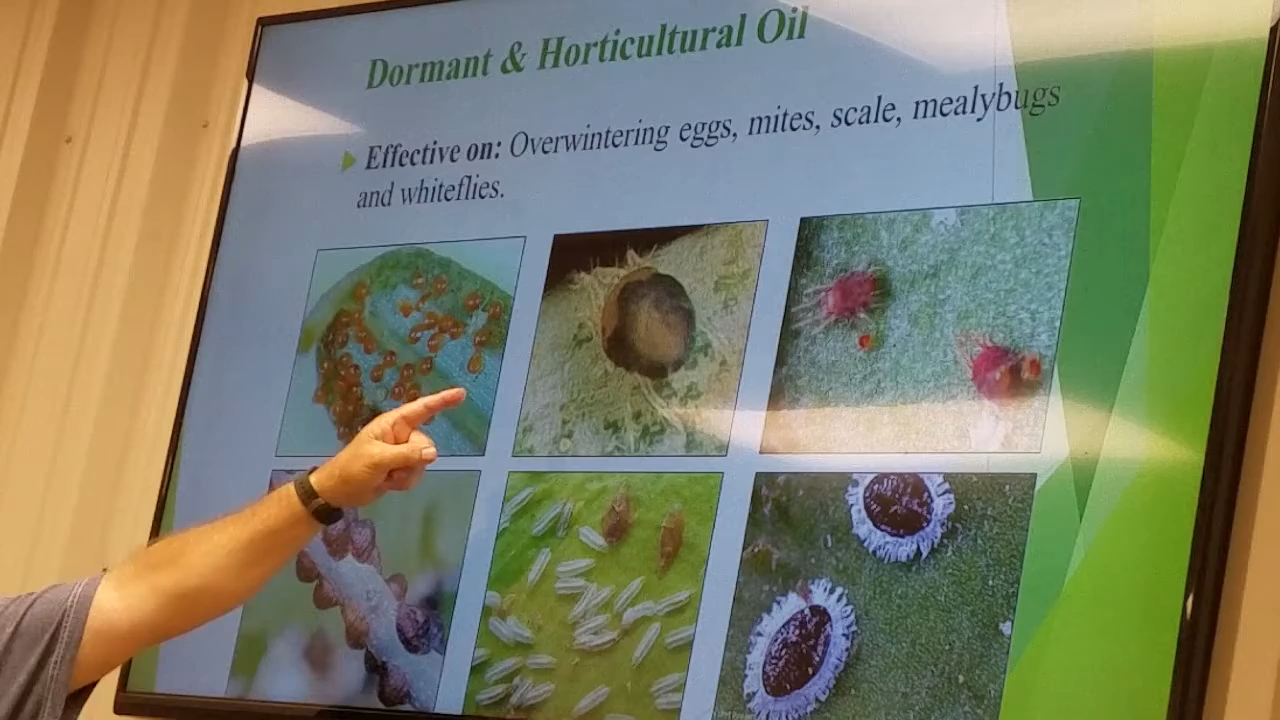 Dormant & Horticultural Oil
Effective on: Overwintering eggs, mites, scale, mealybugs
and whiteflies.